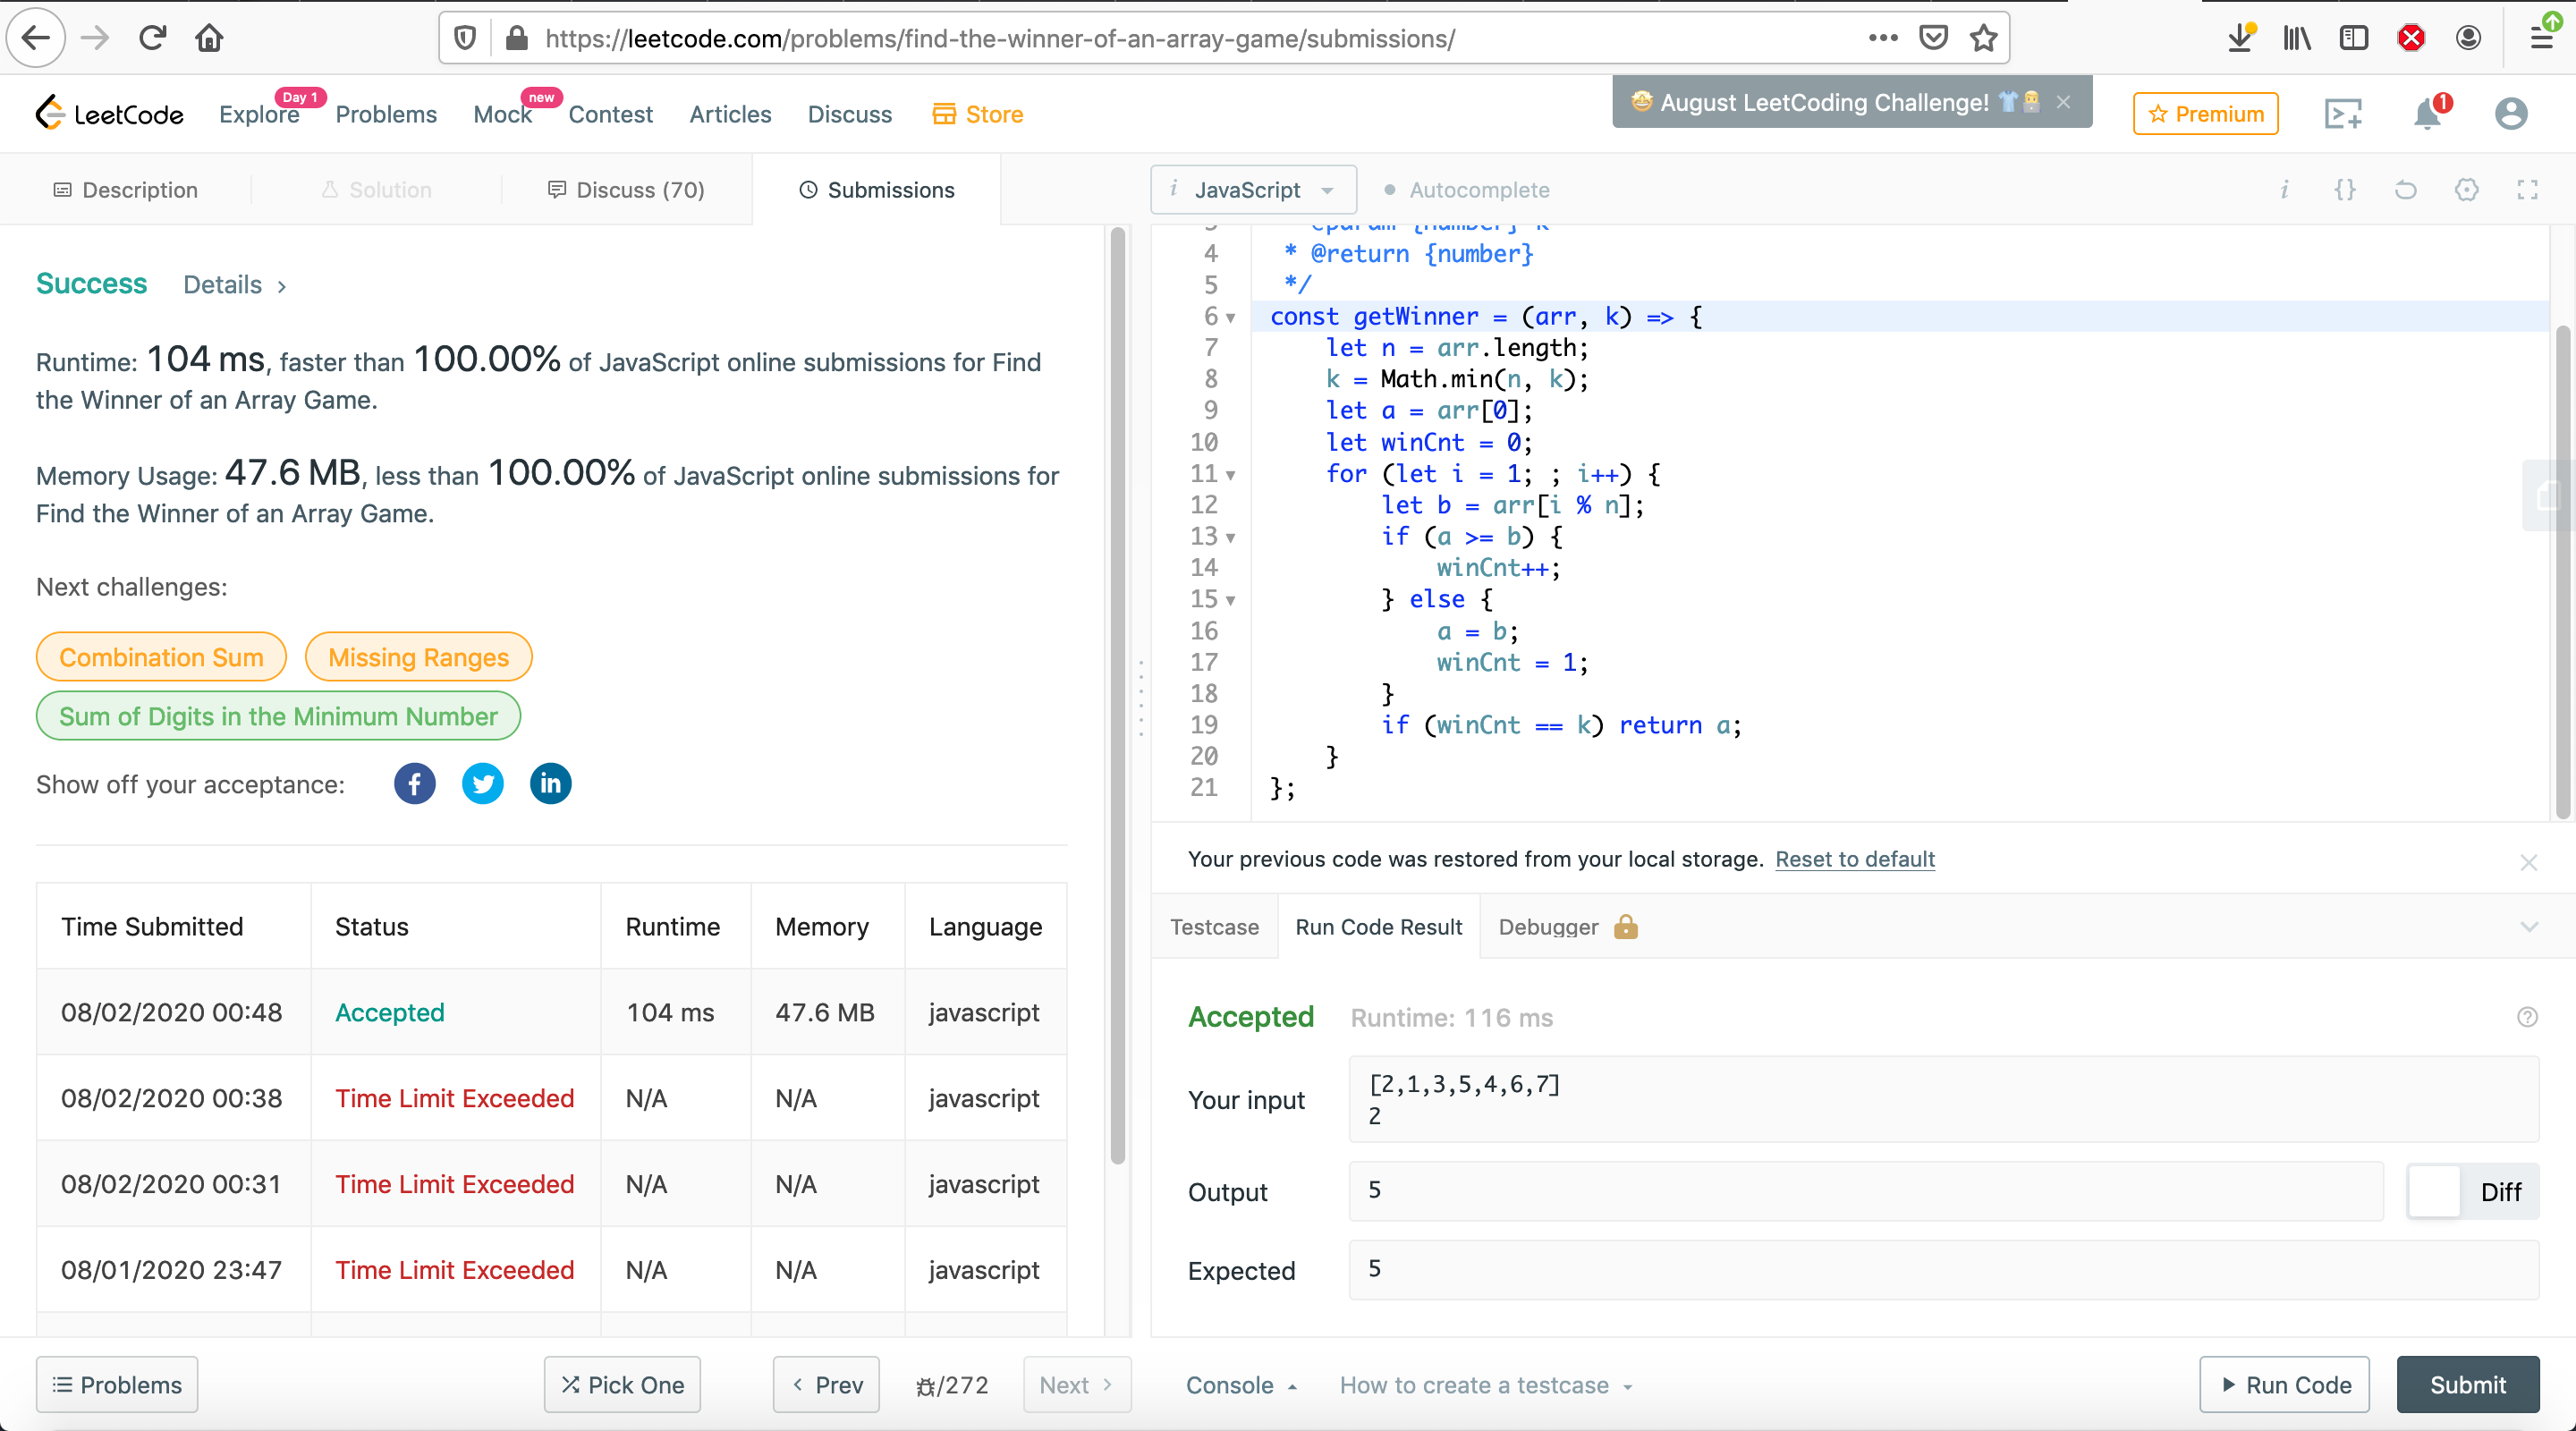 https://leetcode.com/problems/find-the-winner-of-an-array-game/submissions/
LeetCode
Explore
Day 1
Problems
Mock
new
Contest
Articles
Discuss
Store
🤩 August LeetCoding Challenge! 👕
Premium
1
Description
Solution
Discuss (70)
Submissions
Success
Details >
Runtime: 104 ms, faster than 100.00% of JavaScript online submissions for Find
the Winner of an Array Game.
Memory Usage: 47.6 MB, less than 100.00% of JavaScript online submissions for
Find the Winner of an Array Game.
Next challenges:
Combination Sum
Missing Ranges
Sum of Digits in the Minimum Number
Show off your acceptance:
Time Submitted Status Runtime Memory Language
08/02/2020 00:48 Accepted 104 ms 47.6 MB javascript
08/02/2020 00:38 Time Limit Exceeded N/A N/A javascript
08/02/2020 00:31 Time Limit Exceeded N/A N/A javascript
08/01/2020 23:47 Time Limit Exceeded N/A N/A javascript
Problems
Pick One
< Prev
/272
Next >
i JavaScript
Autocomplete
i {}
3 @param {number} k
4 * @return {number}
5 */
6 const getWinner = (arr, k) => {
7 let n = arr.length;
8 k = Math.min(n, k);
9 let a = arr[0];
10 let winCnt = 0;
11 for (let i = 1; ; i++) {
12 let b = arr[i % n];
13 if (a >= b) {
14 winCnt++;
15 } else {
16 a = b;
17 winCnt = 1;
18 }
19 if (winCnt == k) return a;
20 }
21 };
Your previous code was restored from your local storage. Reset to default
Testcase
Run Code Result
Debugger
Accepted Runtime: 116 ms
Your input
[2,1,3,5,4,6,7]
2
Output
5
Diff
Expected
5
Console
How to create a testcase
Run Code
Submit